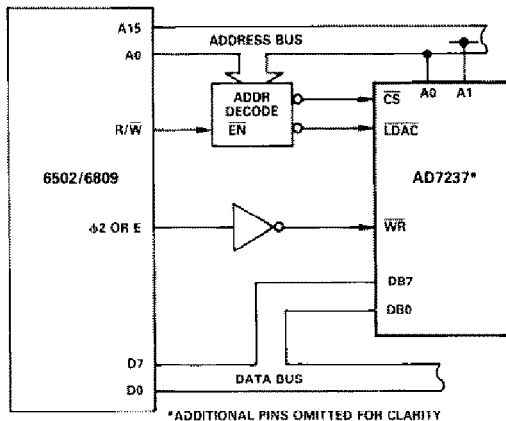 A15
ADDRESS BUS
A0
ADDR
DECODE
EN
CS
LDAC
A0 A1
R/W
6502/6809
AD7237*
ϕ2 OR E
WR
DB7
DB0
D7
D0
DATA BUS
*ADDITIONAL PINS OMITTED FOR CLARITY